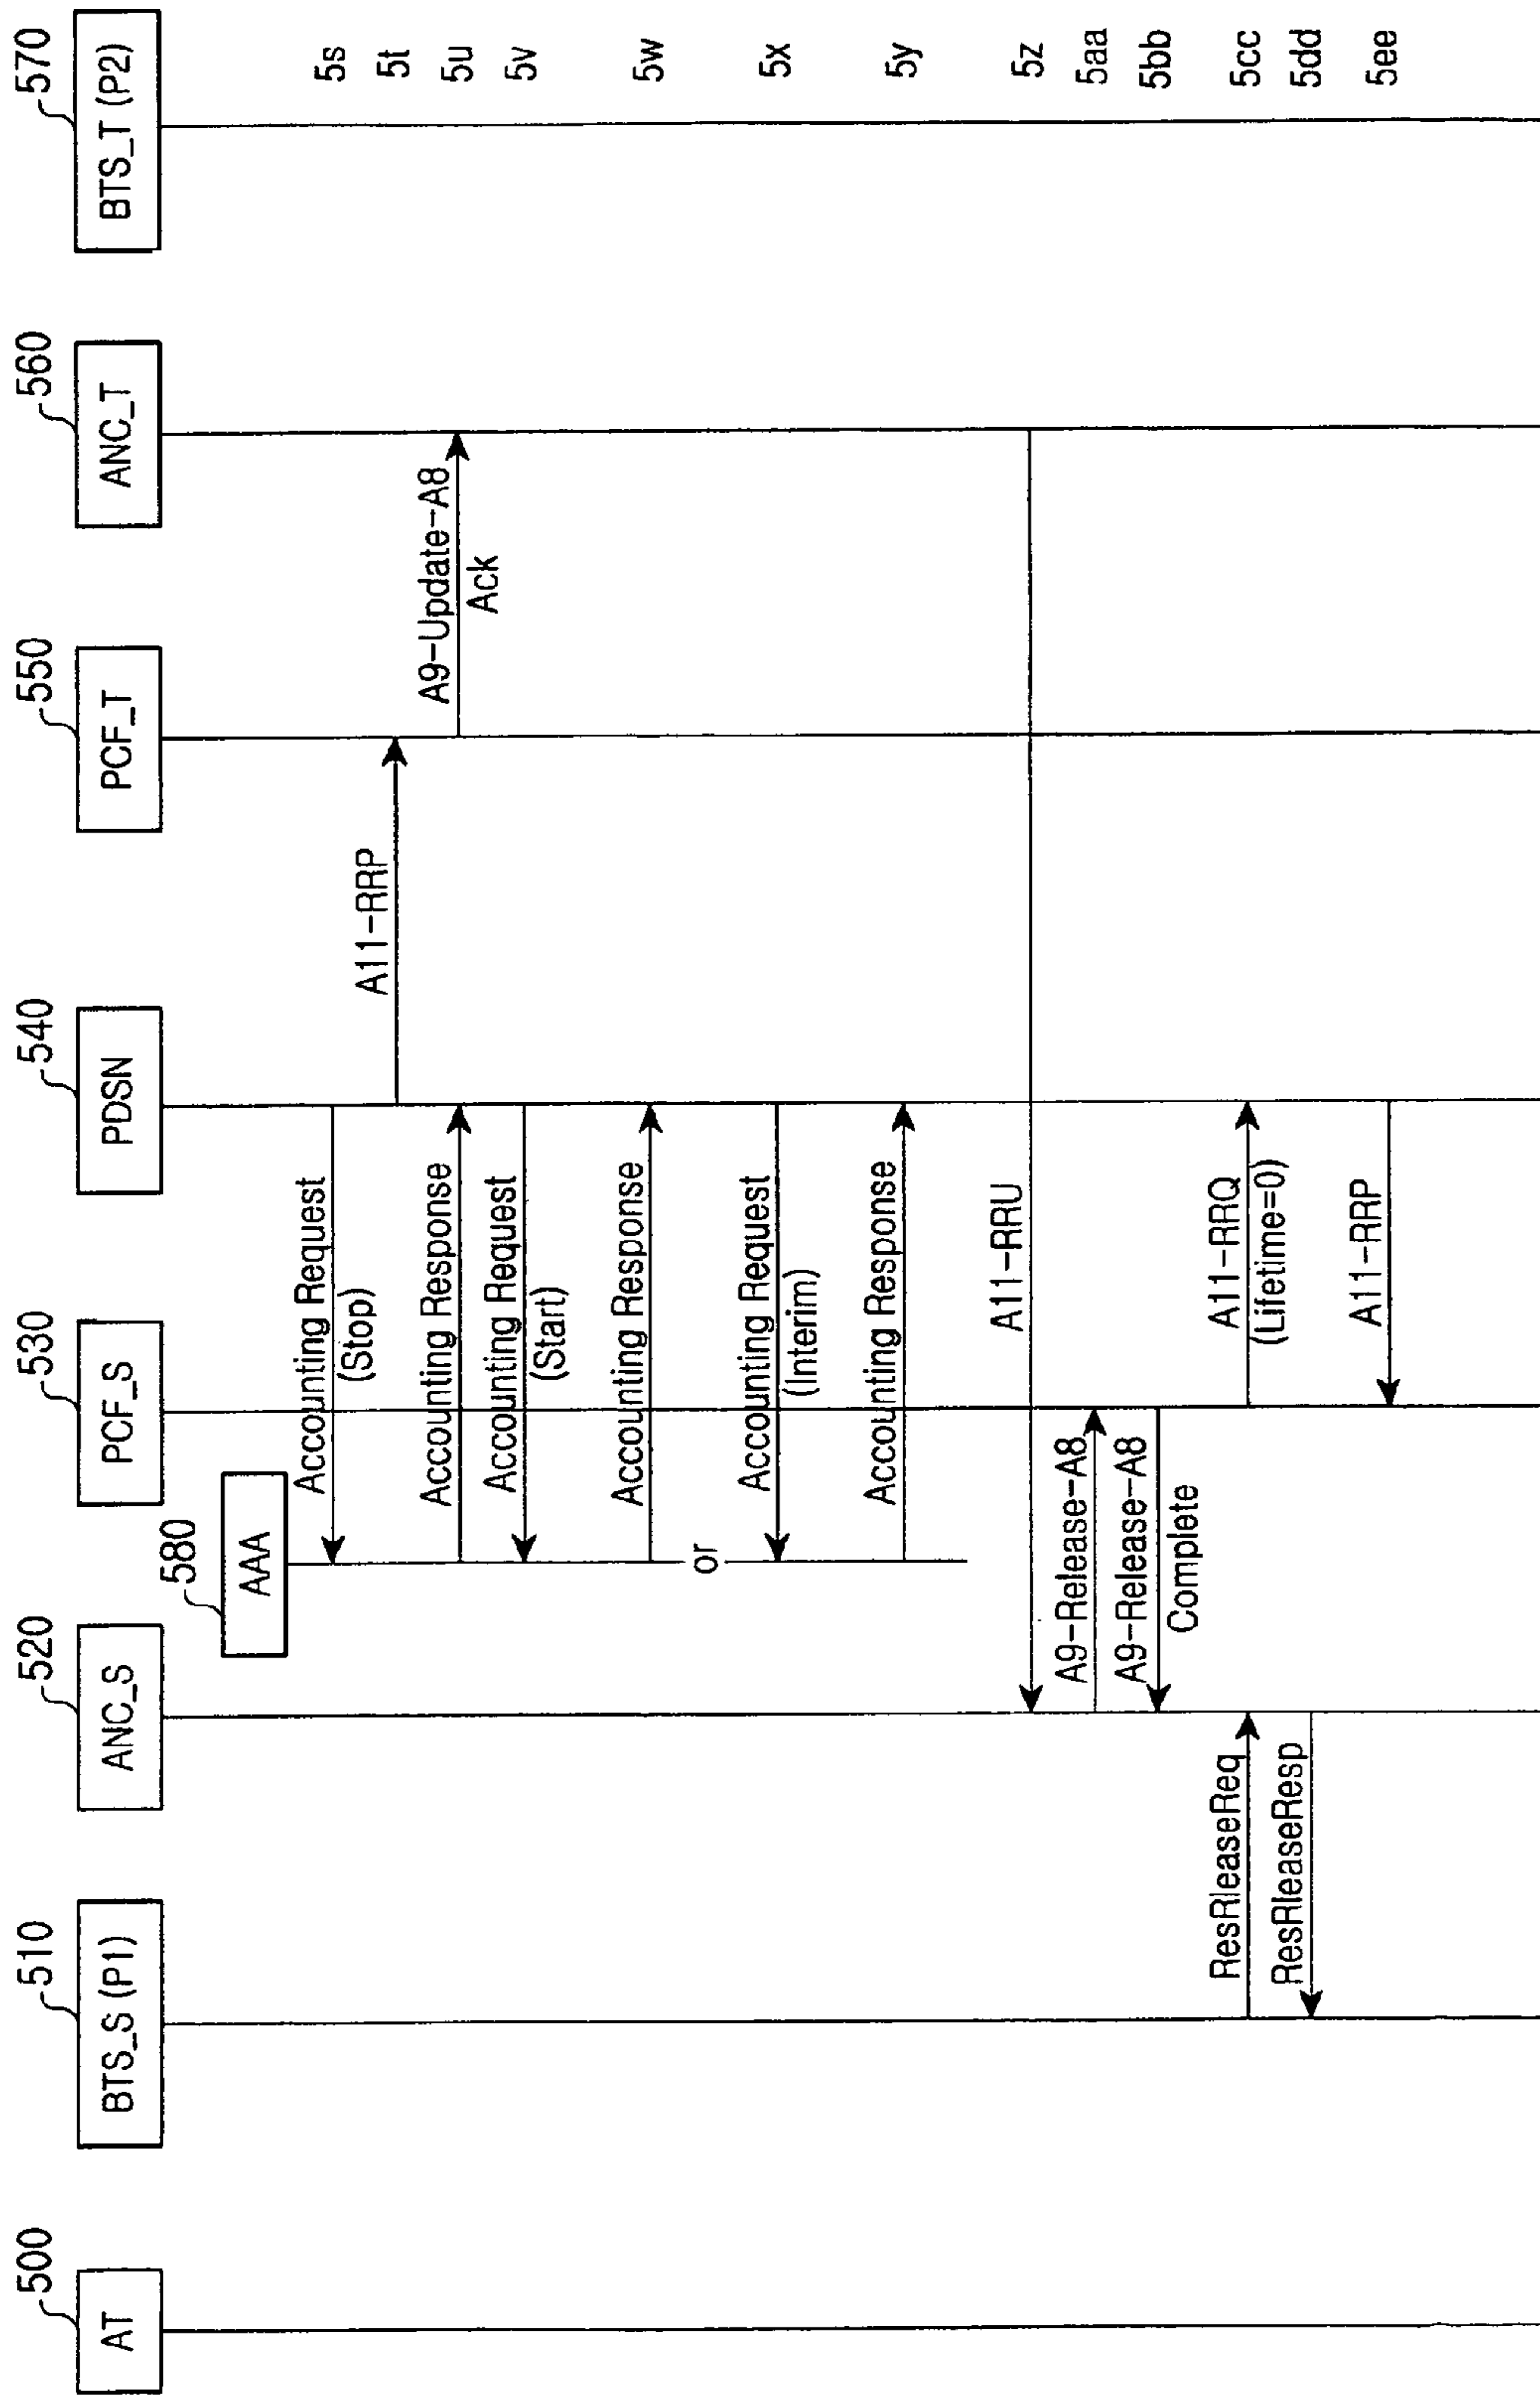 500
AT
510
BTS_S (P1)
520
ANC_S
580
AAA
530
PCF_S
540
PDSN
550
PCF_T
560
ANC_T
570
BTS_T (P2)
Accounting Request
(Stop)
5s
A11-RRP
5t
Accounting Response
A9-Update-A8
Ack
5u
Accounting Request
(Start)
5v
Accounting Response
5w
or
Accounting Request
(Interim)
5x
Accounting Response
5y
A11-RRU
5z
A9-Release-A8
5aa
A9-Release-A8
Complete
5bb
ResRleaseReq
A11-RRQ
(Lifetime=0)
5cc
ResRleaseResp
5dd
A11-RRP
5ee